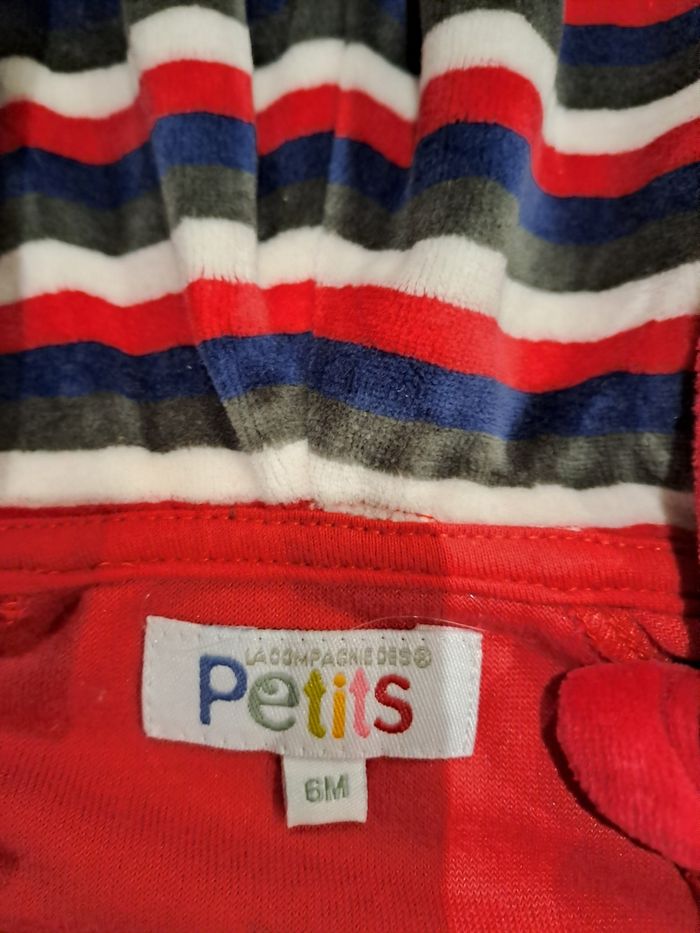 LA COMPAGNIE DES®
Petits
6M